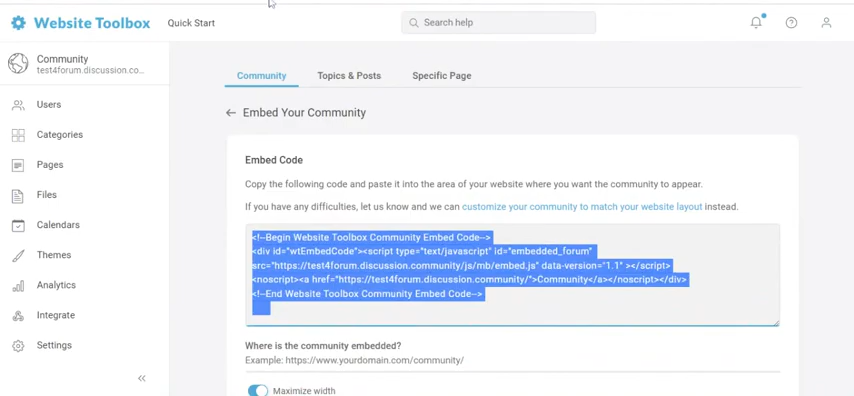 Website Toolbox
Quick Start
Search help
Community
test4forum.discussion.co...
Users
Categories
Pages
Files
Calendars
Themes
Analytics
Integrate
Settings
Community
Topics & Posts
Specific Page
Embed Your Community
Embed Code
Copy the following code and paste it into the area of your website where you want the community to appear.
If you have any difficulties, let us know and we can customize your community to match your website layout instead.
<!--Begin Website Toolbox Community Embed Code-->
<div id="wtEmbedCode"><script type="text/javascript" id="embedded_forum"
src="https://test4forum.discussion.community/js/mb/embed.js" data-version="1.1" ></script>
<noscript><a href="https://test4forum.discussion.community/">Community</a></noscript></div>
<!--End Website Toolbox Community Embed Code-->
Where is the community embedded?
Example: https://www.yourdomain.com/community/
Maximize width